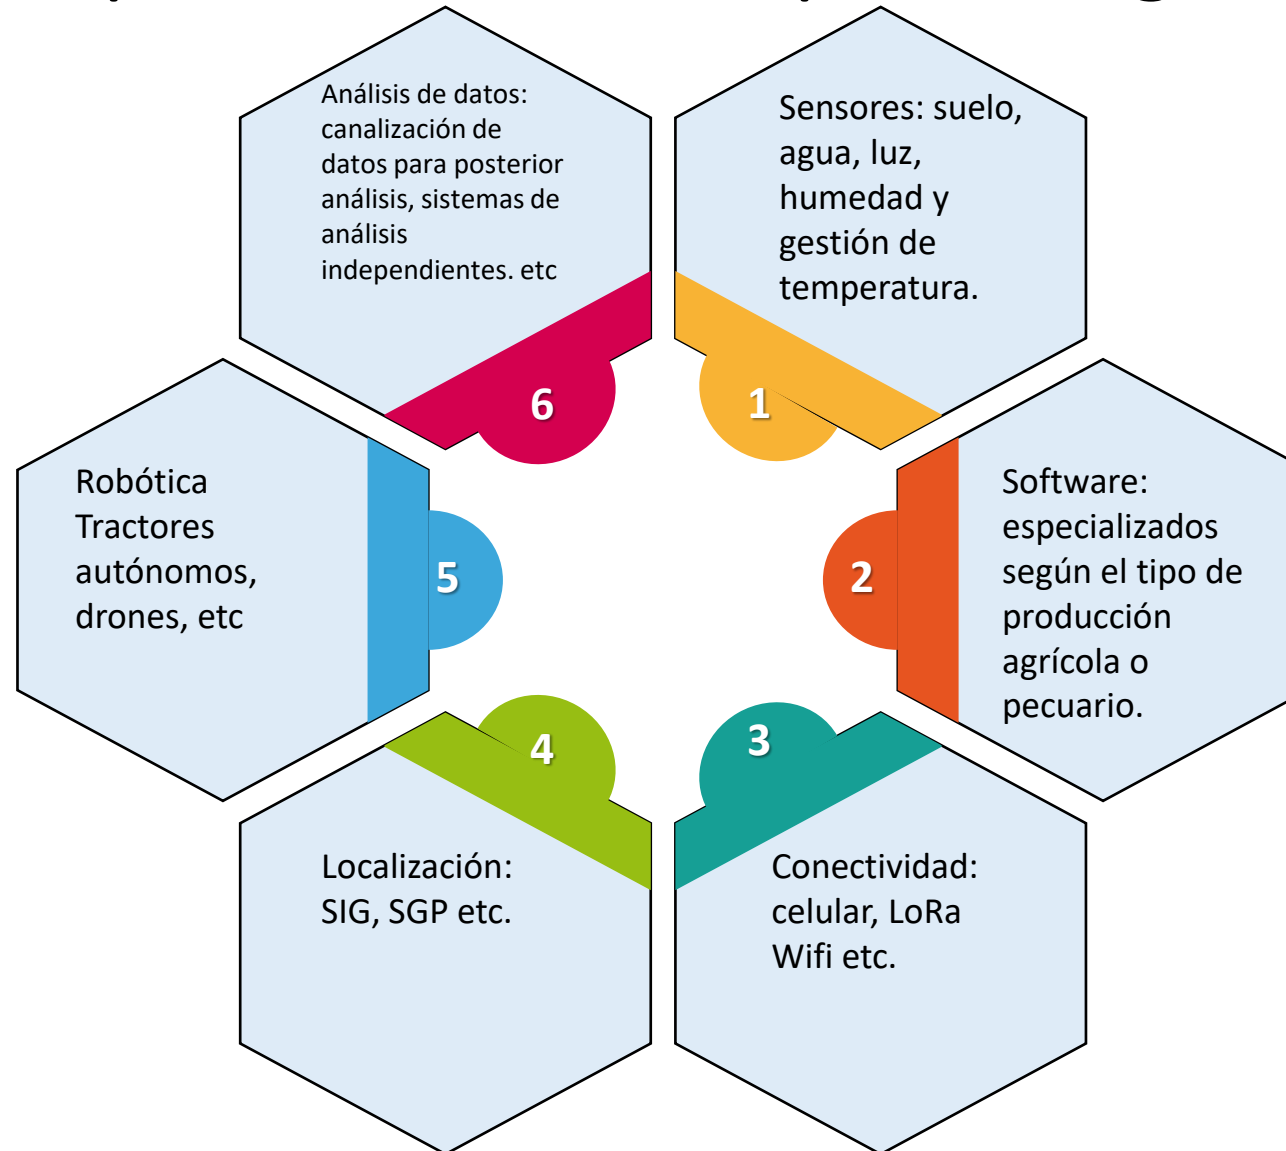 Análisis de datos:
canalización de
datos para posterior
análisis, sistemas de
análisis
independientes. etc
6
Sensores: suelo,
agua, luz,
humedad y
gestión de
temperatura.
1
Software:
especializados
según el tipo de
producción
agrícola o
pecuario.
2
Conectividad:
celular, LoRa
Wifi etc.
3
Localización:
SIG, SGP etc.
4
Robótica
Tractores
autónomos,
drones, etc
5